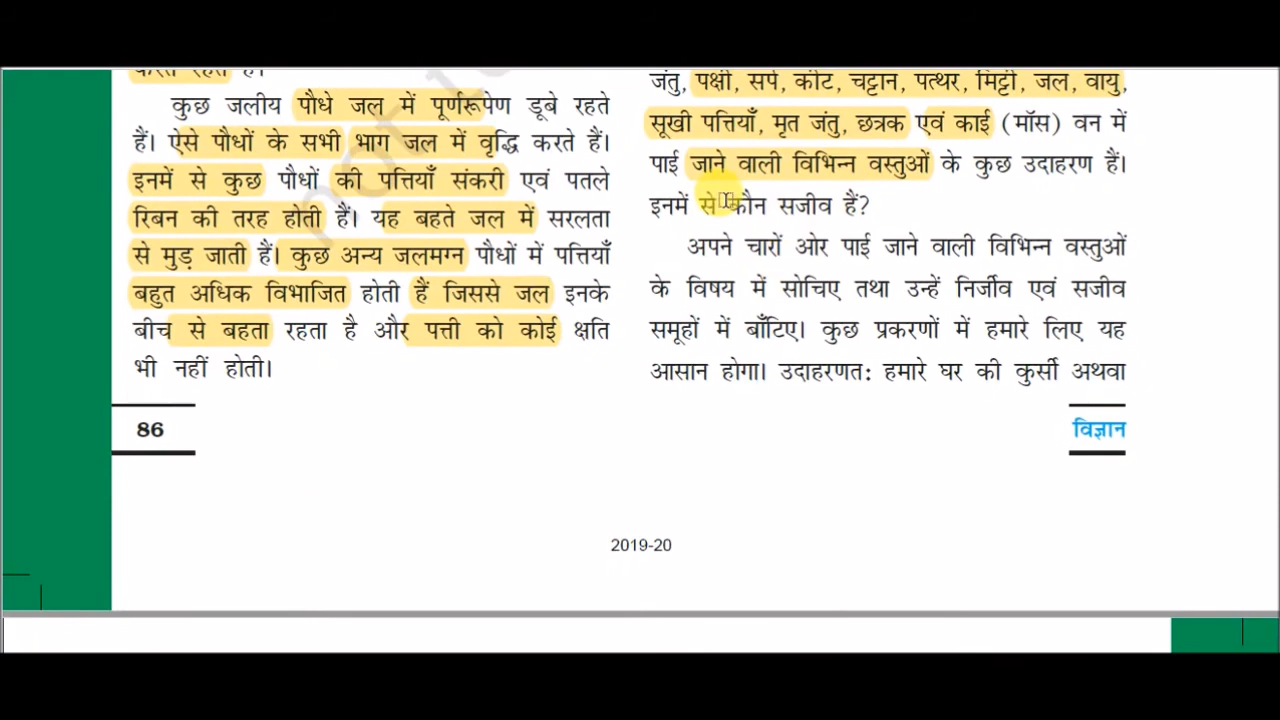 करते रहते हैं।
कुछ जलीय पौधे जल में पूर्णरूपेण डूबे रहते
हैं। ऐसे पौधों के सभी भाग जल में वृद्धि करते हैं।
इनमें से कुछ पौधों की पत्तियाँ संकरी एवं पतले
रिबन की तरह होती हैं। यह बहते जल में सरलता
से मुड़ जाती हैं। कुछ अन्य जलमग्न पौधों में पत्तियाँ
बहुत अधिक विभाजित होती हैं जिससे जल इनके
बीच से बहता रहता है और पत्ती को कोई क्षति
भी नहीं होती।
जंतु, पक्षी, सर्प, कीट, चट्टान, पत्थर, मिट्टी, जल, वायु,
सूखी पत्तियाँ, मृत जंतु, छत्रक एवं काई (मॉस) वन में
पाई जाने वाली विभिन्न वस्तुओं के कुछ उदाहरण हैं।
इनमें से कौन सजीव हैं?
अपने चारों ओर पाई जाने वाली विभिन्न वस्तुओं
के विषय में सोचिए तथा उन्हें निर्जीव एवं सजीव
समूहों में बाँटिए। कुछ प्रकरणों में हमारे लिए यह
आसान होगा। उदाहरणत: हमारे घर की कुर्सी अथवा
86
विज्ञान
2019-20
not